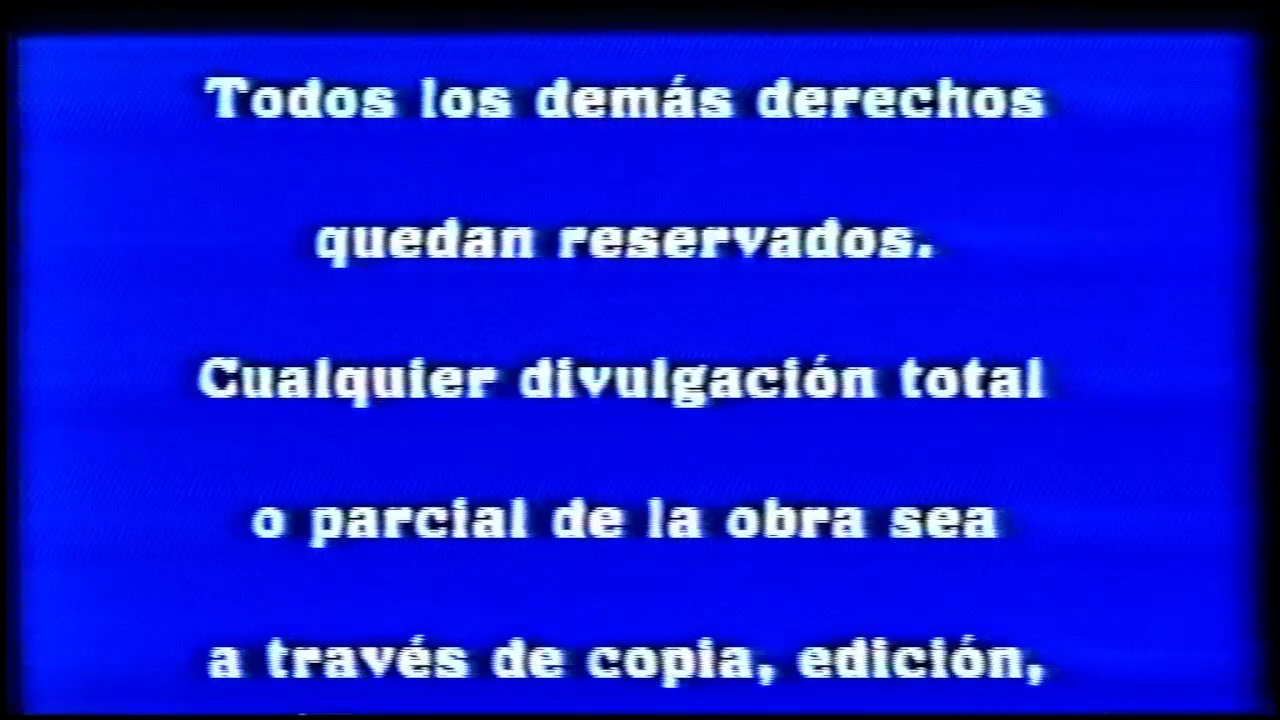 Todos los demás derechos
quedan reservados.
Cualquier divulgación total
o parcial de la obra sea
a través de copia, edición,